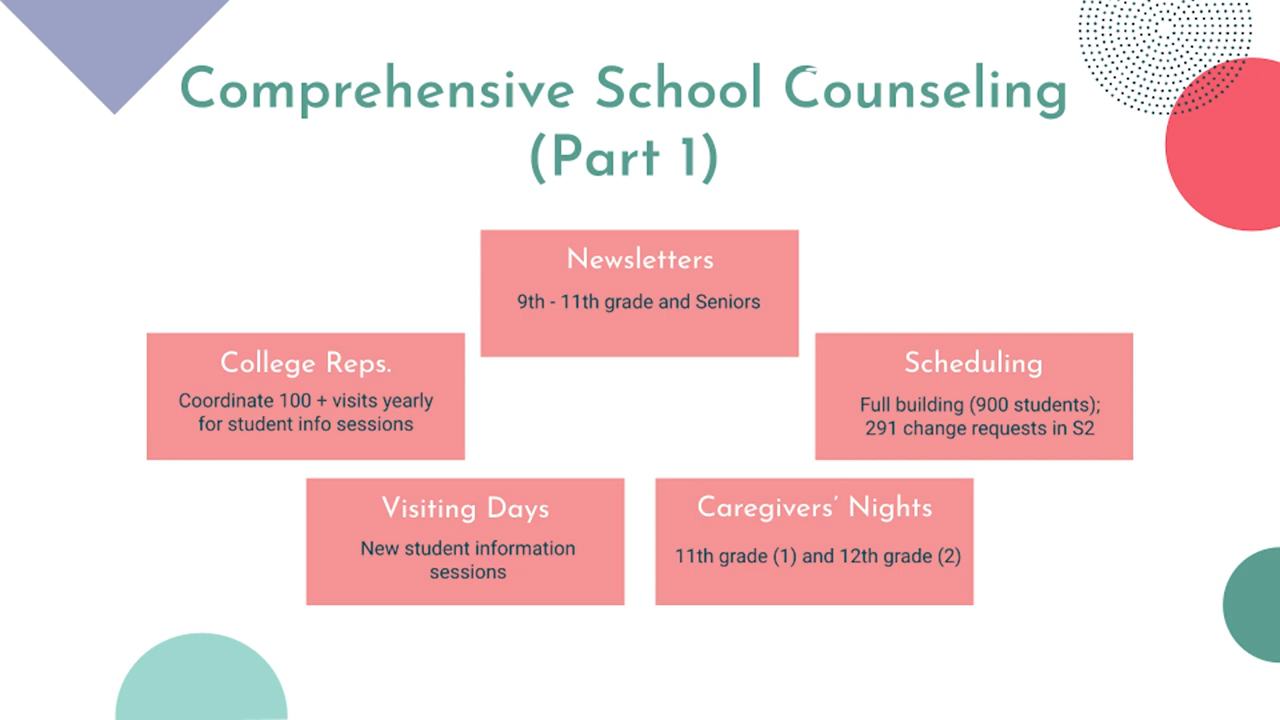 Comprehensive School Counseling
(Part 1)
Newsletters
9th - 11th grade and Seniors
College Reps.
Coordinate 100 + visits yearly
for student info sessions
Scheduling
Full building (900 students);
291 change requests in S2
Visiting Days
New student information
sessions
Caregivers’ Nights
11th grade (1) and 12th grade (2)